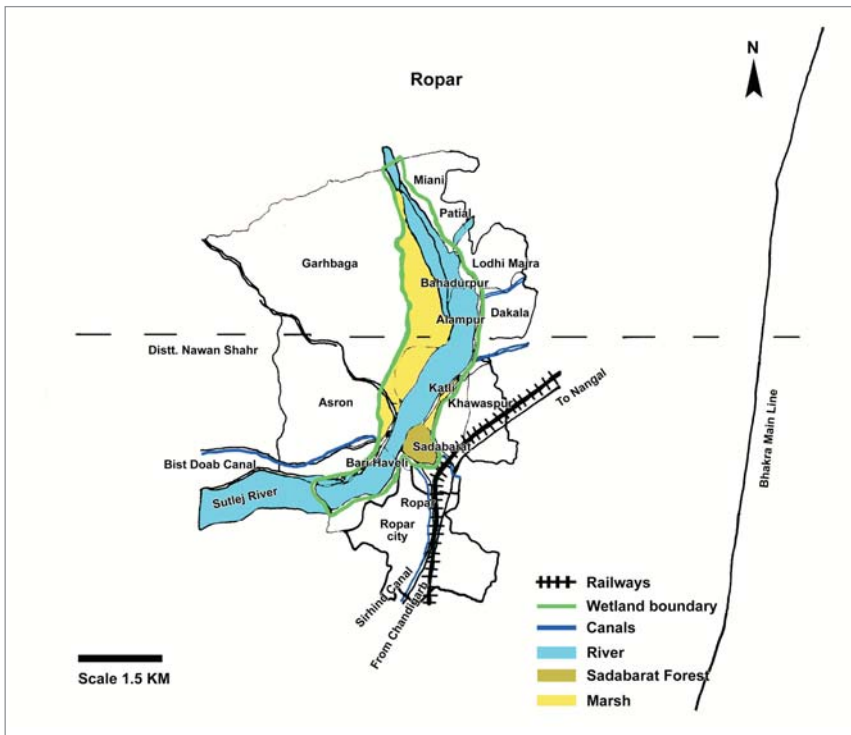 Ropar
N
Miani
Patial
Garhbaga
Lodhi Majra
Bahadurpur
Dakala
Alampur
Distt. Nawan Shahr
Katli
To Nangal
Asron
Khawaspur
Sadabarat
Bist Doab Canal
Bari Haveli
Bhakra Main Line
Sutlej River
Ropar
Ropar
city
Sirhind Canal
From Chandigarh
Railways
Wetland boundary
Canals
River
Sadabarat Forest
Marsh
Scale 1.5 KM